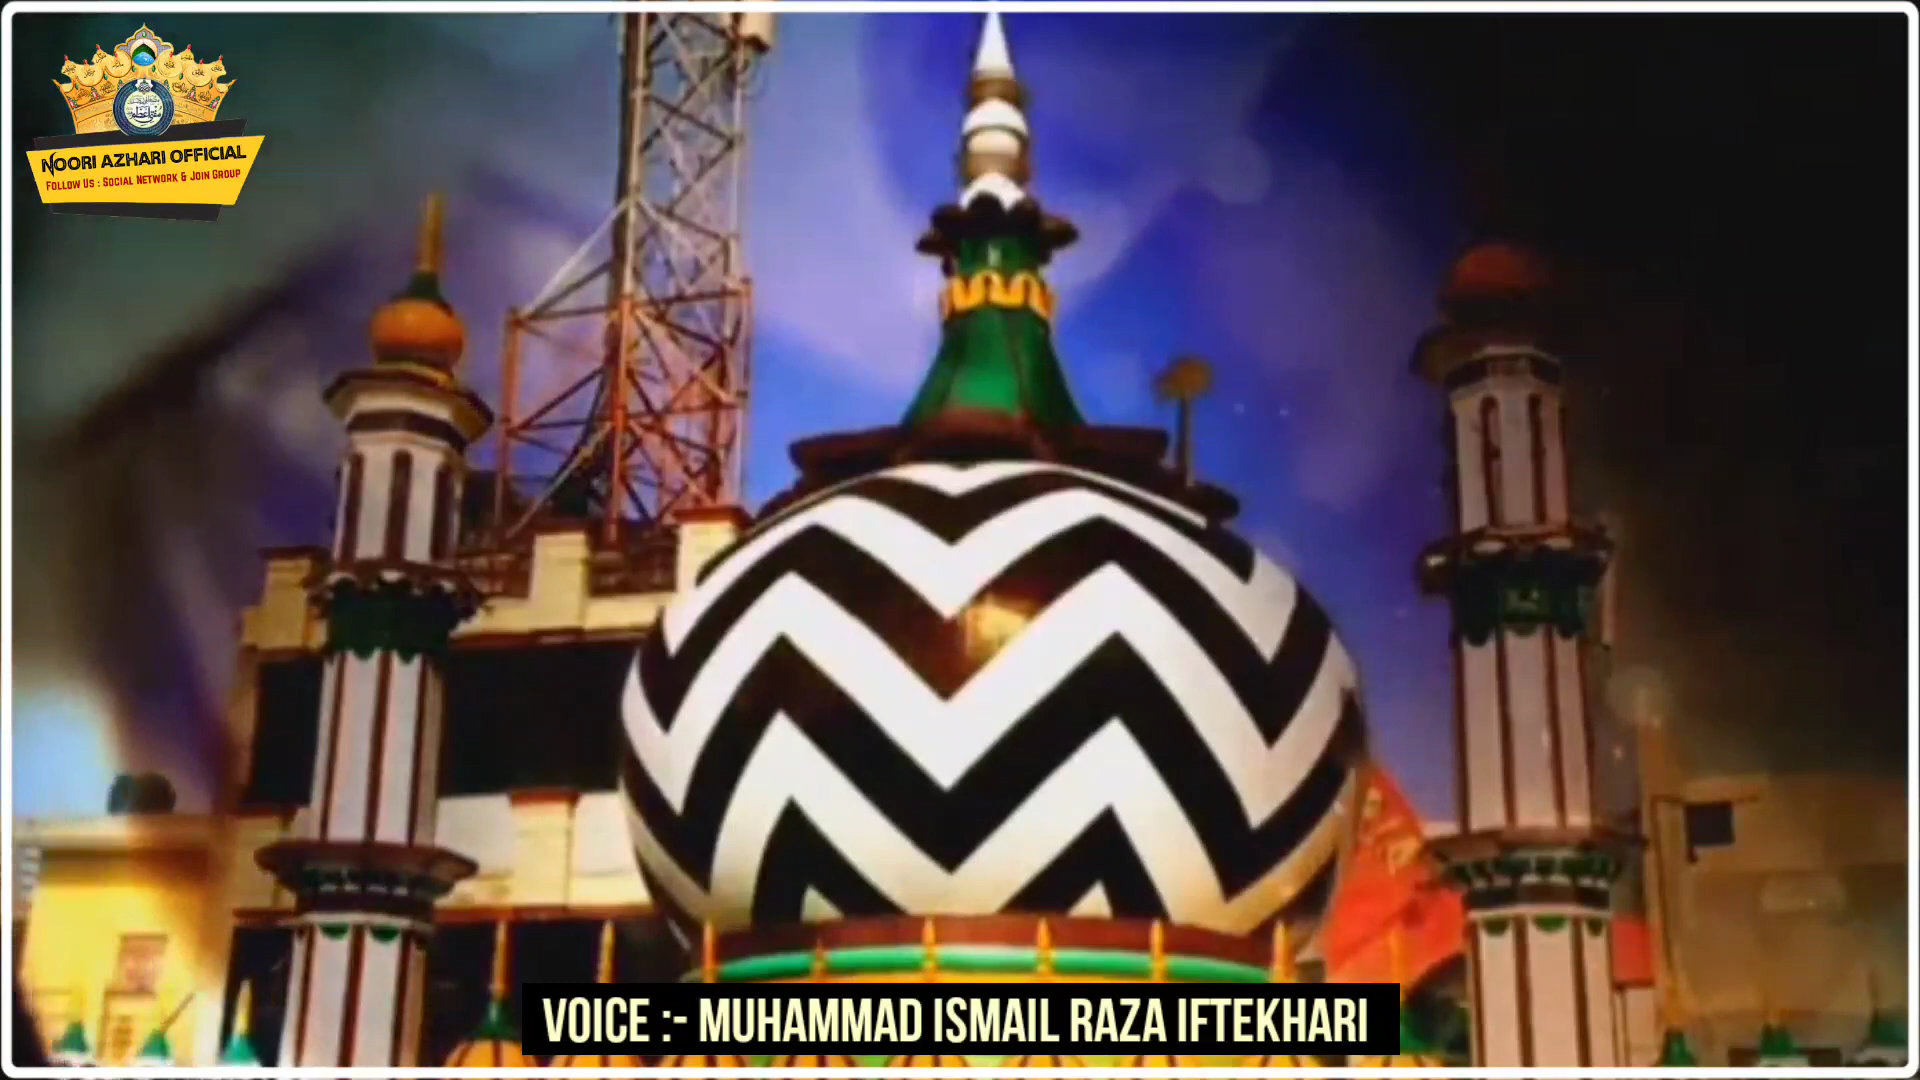 NOORI AZHARI OFFICIAL
FOLLOW US : SOCIAL NETWORK & JOIN GROUP
VOICE :- MUHAMMAD ISMAIL RAZA IFTEKHARI